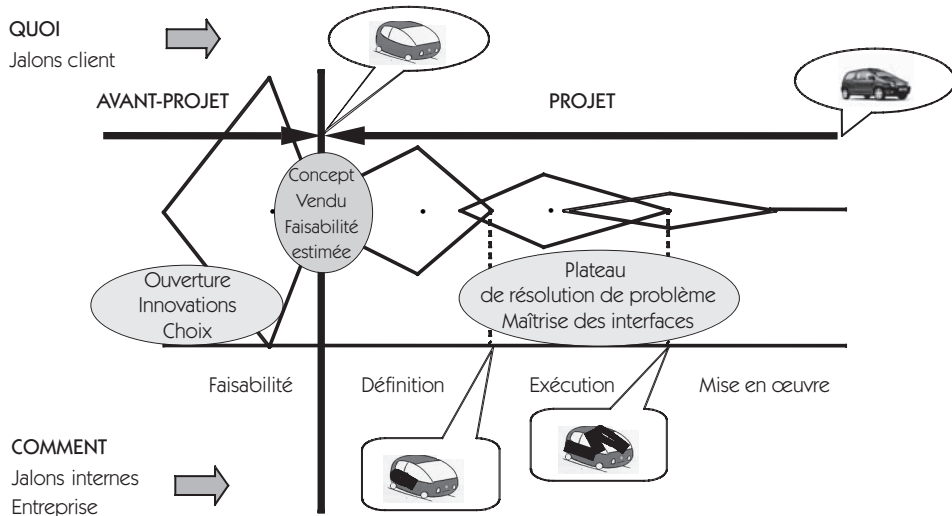 QUOI
Jalons client
AVANT-PROJET
PROJET
Concept
Vendu
Faisabilité
estimée
Ouverture
Innovations
Choix
Plateau
de résolution de problème
Maîtrise des interfaces
Faisabilité
Définition
Exécution
Mise en œuvre
COMMENT
Jalons internes
Entreprise